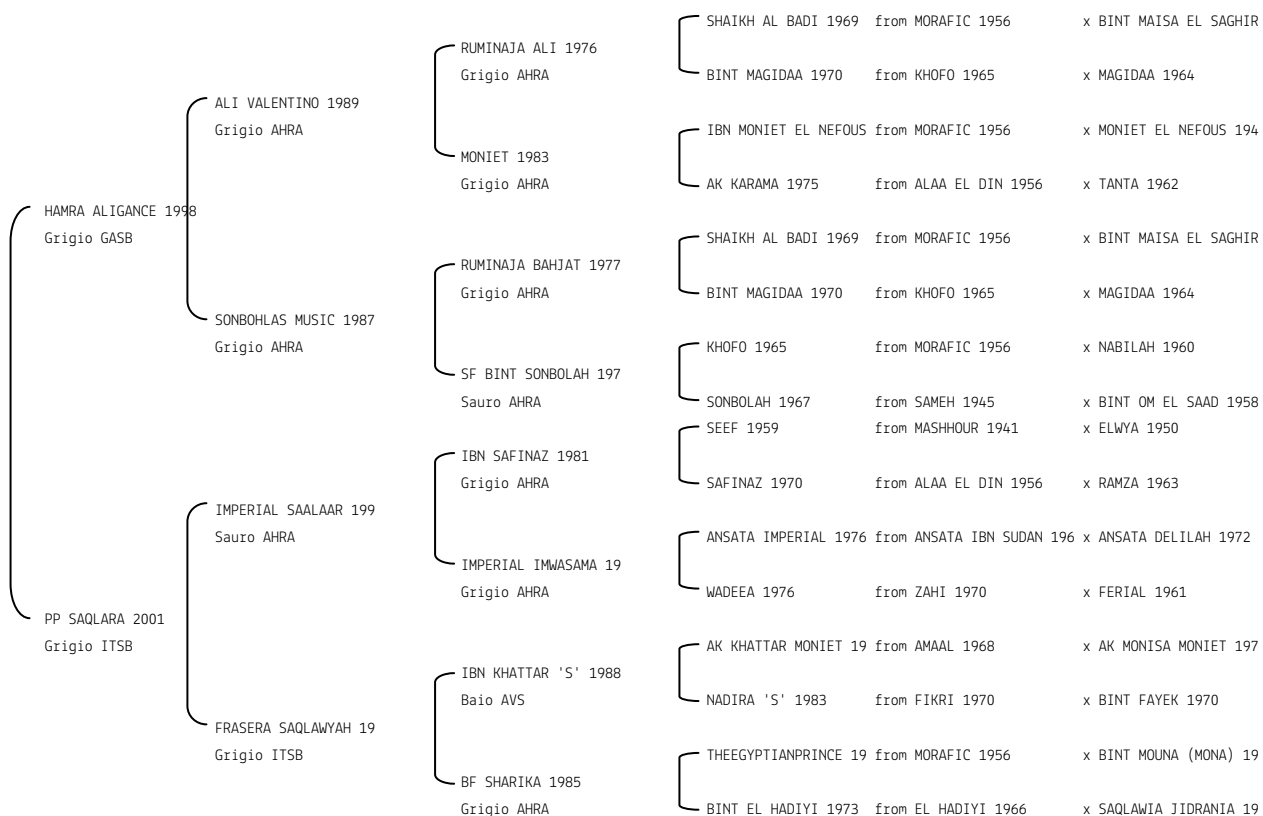 SHAIKH AL BADI 1969 from MORAFIC 1956 x BINT MAISA EL SAGHIR
RUMINAJA ALI 1976
Grigio AHRA BINT MAGIDAA 1970 from KHOFO 1965 x MAGIDAA 1964
ALI VALENTINO 1989
Grigio AHRA IBN MONIET EL NEFOUS from MORAFIC 1956 x MONIET EL NEFOUS 194
MONIET 1983
Grigio AHRA AK KARAMA 1975 from ALAA EL DIN 1956 x TANTA 1962
HAMRA ALIGANCE 1998
Grigio GASB SHAIKH AL BADI 1969 from MORAFIC 1956 x BINT MAISA EL SAGHIR
RUMINAJA BAHJAT 1977
Grigio AHRA BINT MAGIDAA 1970 from KHOFO 1965 x MAGIDAA 1964
SONBOHLAS MUSIC 1987
Grigio AHRA KHOFO 1965 from MORAFIC 1956 x NABILAH 1960
SF BINT SONBOLAH 197
Sauro AHRA SONBOLAH 1967 from SAMEH 1945 x BINT OM EL SAAD 1958
SEEF 1959 from MASHHOUR 1941 x ELWYA 1950
IBN SAFINAZ 1981
Grigio AHRA SAFINAZ 1970 from ALAA EL DIN 1956 x RAMZA 1963
IMPERIAL SAALAAR 199
Sauro AHRA ANSATA IMPERIAL 1976 from ANSATA IBN SUDAN 196 x ANSATA DELILAH 1972
IMPERIAL IMWASAMA 19
Grigio AHRA WADEEA 1976 from ZAHI 1970 x FERIAL 1961
PP SAQLARA 2001
Grigio ITSB AK KHATTAR MONIET 19 from AMAAL 1968 x AK MONISA MONIET 197
IBN KHATTAR 'S' 1988
Baio AVS NADIRA 'S' 1983 from FIKRI 1970 x BINT FAYEK 1970
FRASERA SAQLAWYAH 19
Grigio ITSB THEEGYPTIANPRINCE 19 from MORAFIC 1956 x BINT MOUNA (MONA) 19
BF SHARIKA 1985
Grigio AHRA BINT EL HADIYI 1973 from EL HADIYI 1966 x SAQLAWIA JIDRANIA 19